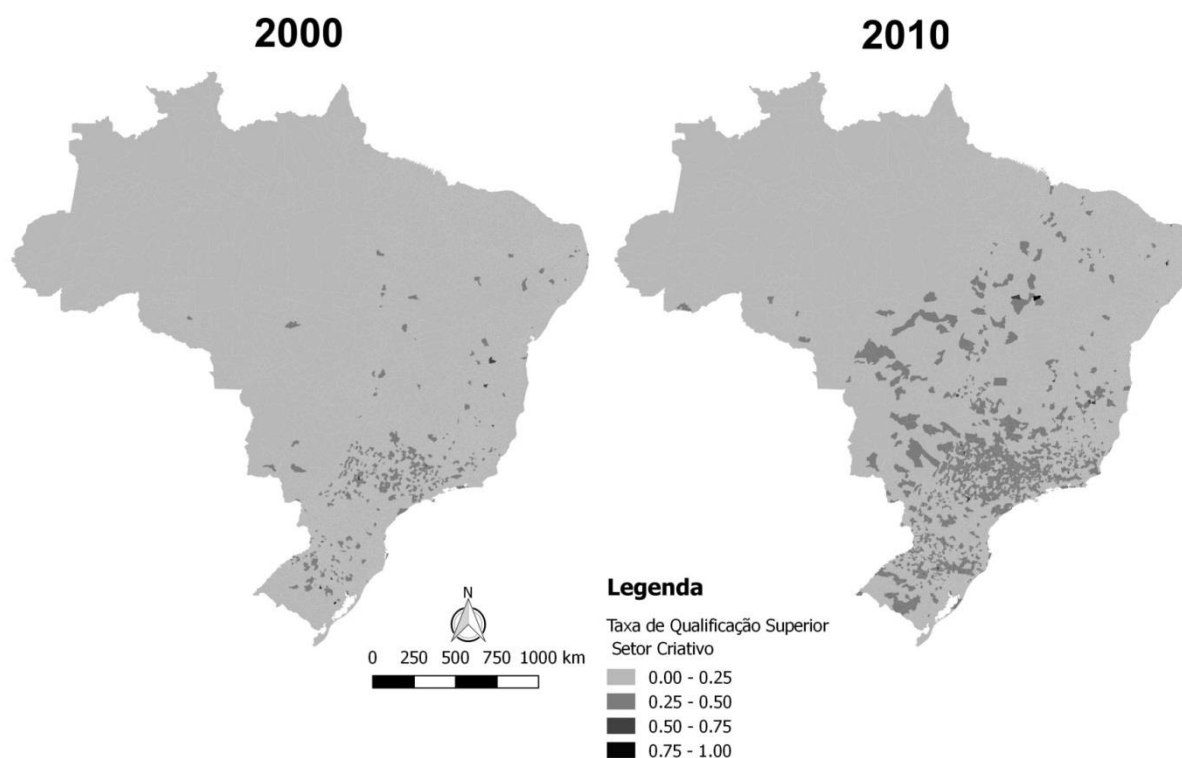 2000
2010
N
0 250 500 750 1000 km
Legenda
Taxa de Qualificação Superior
Setor Criativo
0.00 - 0.25
0.25 - 0.50
0.50 - 0.75
0.75 - 1.00